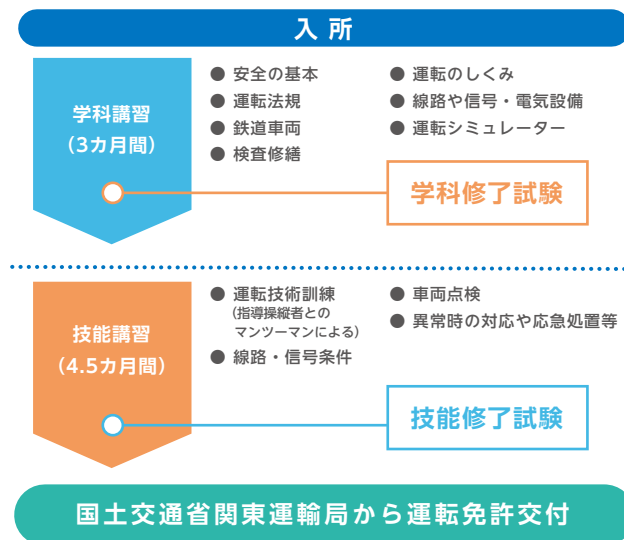 入所
学科講習
（3カ月間）
● 安全の基本
● 運転法規
● 鉄道車両
● 検査修繕
● 運転のしくみ
● 線路や信号・電気設備
● 運転シミュレーター
学科修了試験
技能講習
（4.5カ月間）
● 運転技術訓練
（指導操縦者との
マンツーマンによる）
● 線路・信号条件
● 車両点検
● 異常時の対応や応急処置等
技能修了試験
国土交通省関東運輸局から運転免許交付